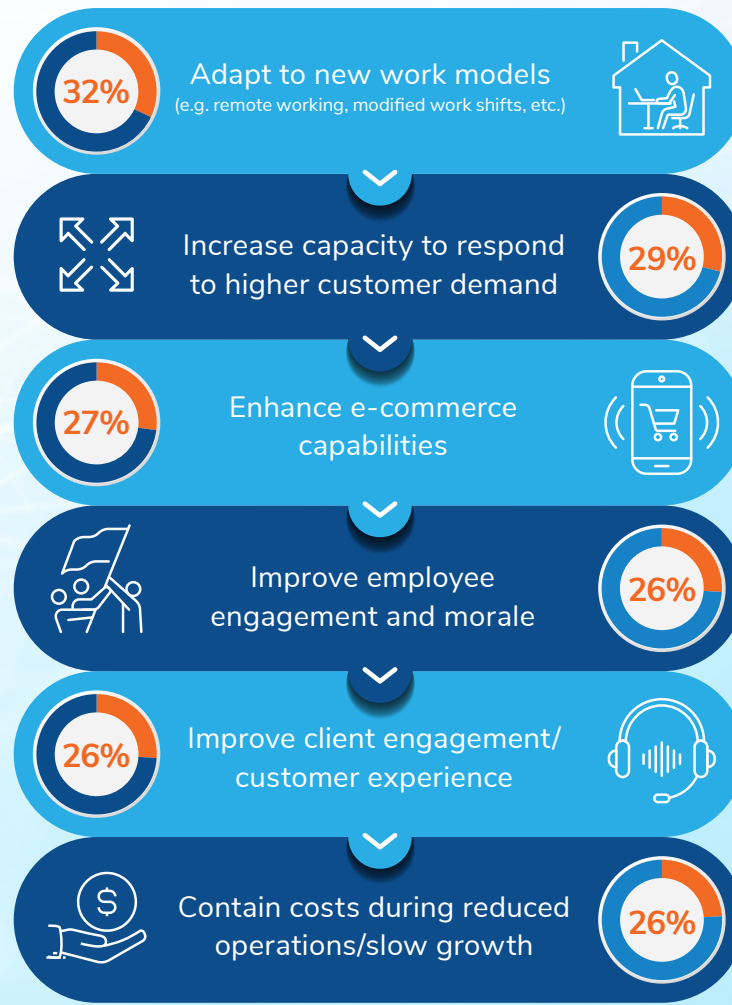 32%
Adapt to new work models
(e.g. remote working, modified work shifts, etc.)
Increase capacity to respond
to higher customer demand
29%
27%
Enhance e-commerce
capabilities
Improve employee
engagement and morale
26%
26%
Improve client engagement/
customer experience
$
Contain costs during reduced
operations/slow growth
26%